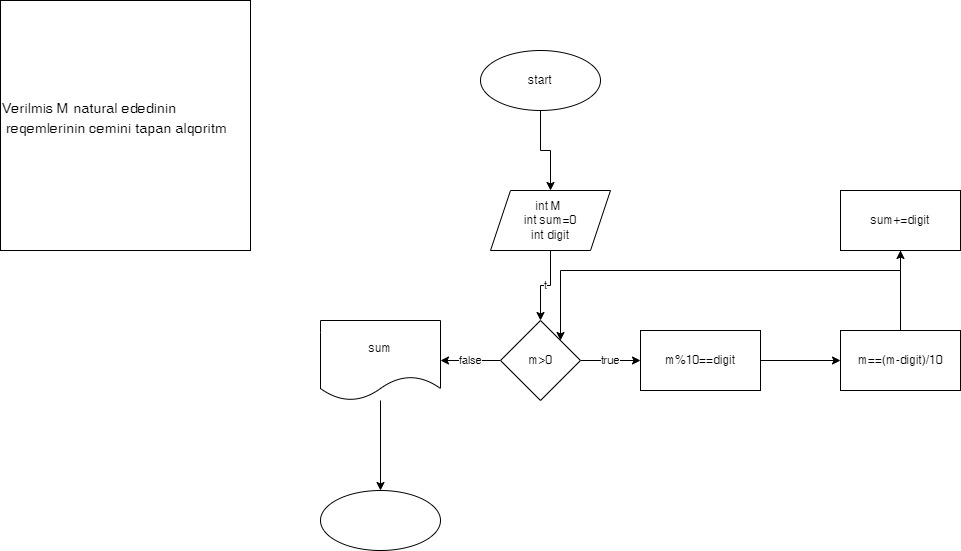 Verilmis M natural ededinin
reqemlerinin cemini tapan alqoritm
start
int M
int sum=0
int digit
sum+=digit
t
sum
false
m>0
true
m%10==digit
m==(m-digit)/10